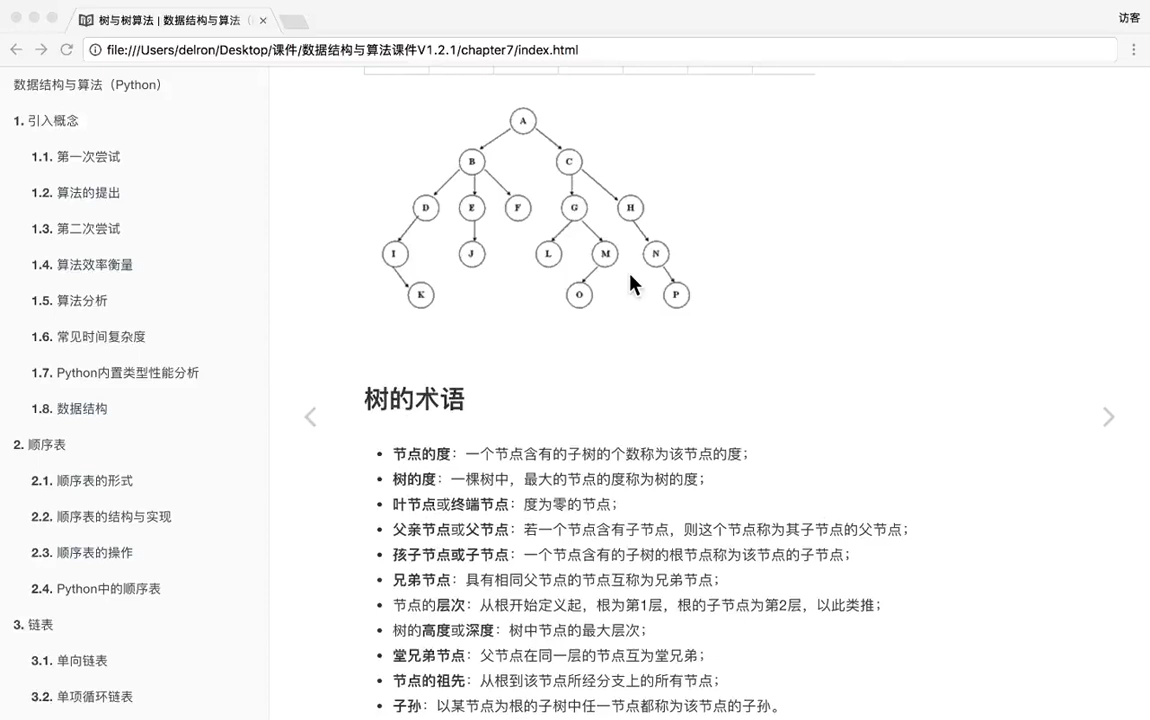 树与树算法 | 数据结构与算法（
访客
file:///Users/delron/Desktop/课件/数据结构与算法课件V1.2.1/chapter7/index.html
数据结构与算法（Python）
1. 引入概念
1.1. 第一次尝试
1.2. 算法的提出
1.3. 第二次尝试
1.4. 算法效率衡量
1.5. 算法分析
1.6. 常见时间复杂度
1.7. Python内置类型性能分析
1.8. 数据结构
2. 顺序表
2.1. 顺序表的形式
2.2. 顺序表的结构与实现
2.3. 顺序表的操作
2.4. Python中的顺序表
3. 链表
3.1. 单向链表
3.2. 单项循环链表
A
B C
D E F G H
I J L M N
K O P
树的术语
• 节点的度：一个节点含有的子树的个数称为该节点的度；
• 树的度：一棵树中，最大的节点的度称为树的度；
• 叶节点或终端节点：度为零的节点；
• 父亲节点或父节点：若一个节点含有子节点，则这个节点称为其子节点的父节点；
• 孩子节点或子节点：一个节点含有的子树的根节点称为该节点的子节点；
• 兄弟节点：具有相同父节点的节点互称为兄弟节点；
• 节点的层次：从根开始定义起，根为第1层，根的子节点为第2层，以此类推；
• 树的高度或深度：树中节点的最大层次；
• 堂兄弟节点：父节点在同一层的节点互为堂兄弟；
• 节点的祖先：从根到该节点所经分支上的所有节点；
• 子孙：以某节点为根的子树中任一节点都称为该节点的子孙。